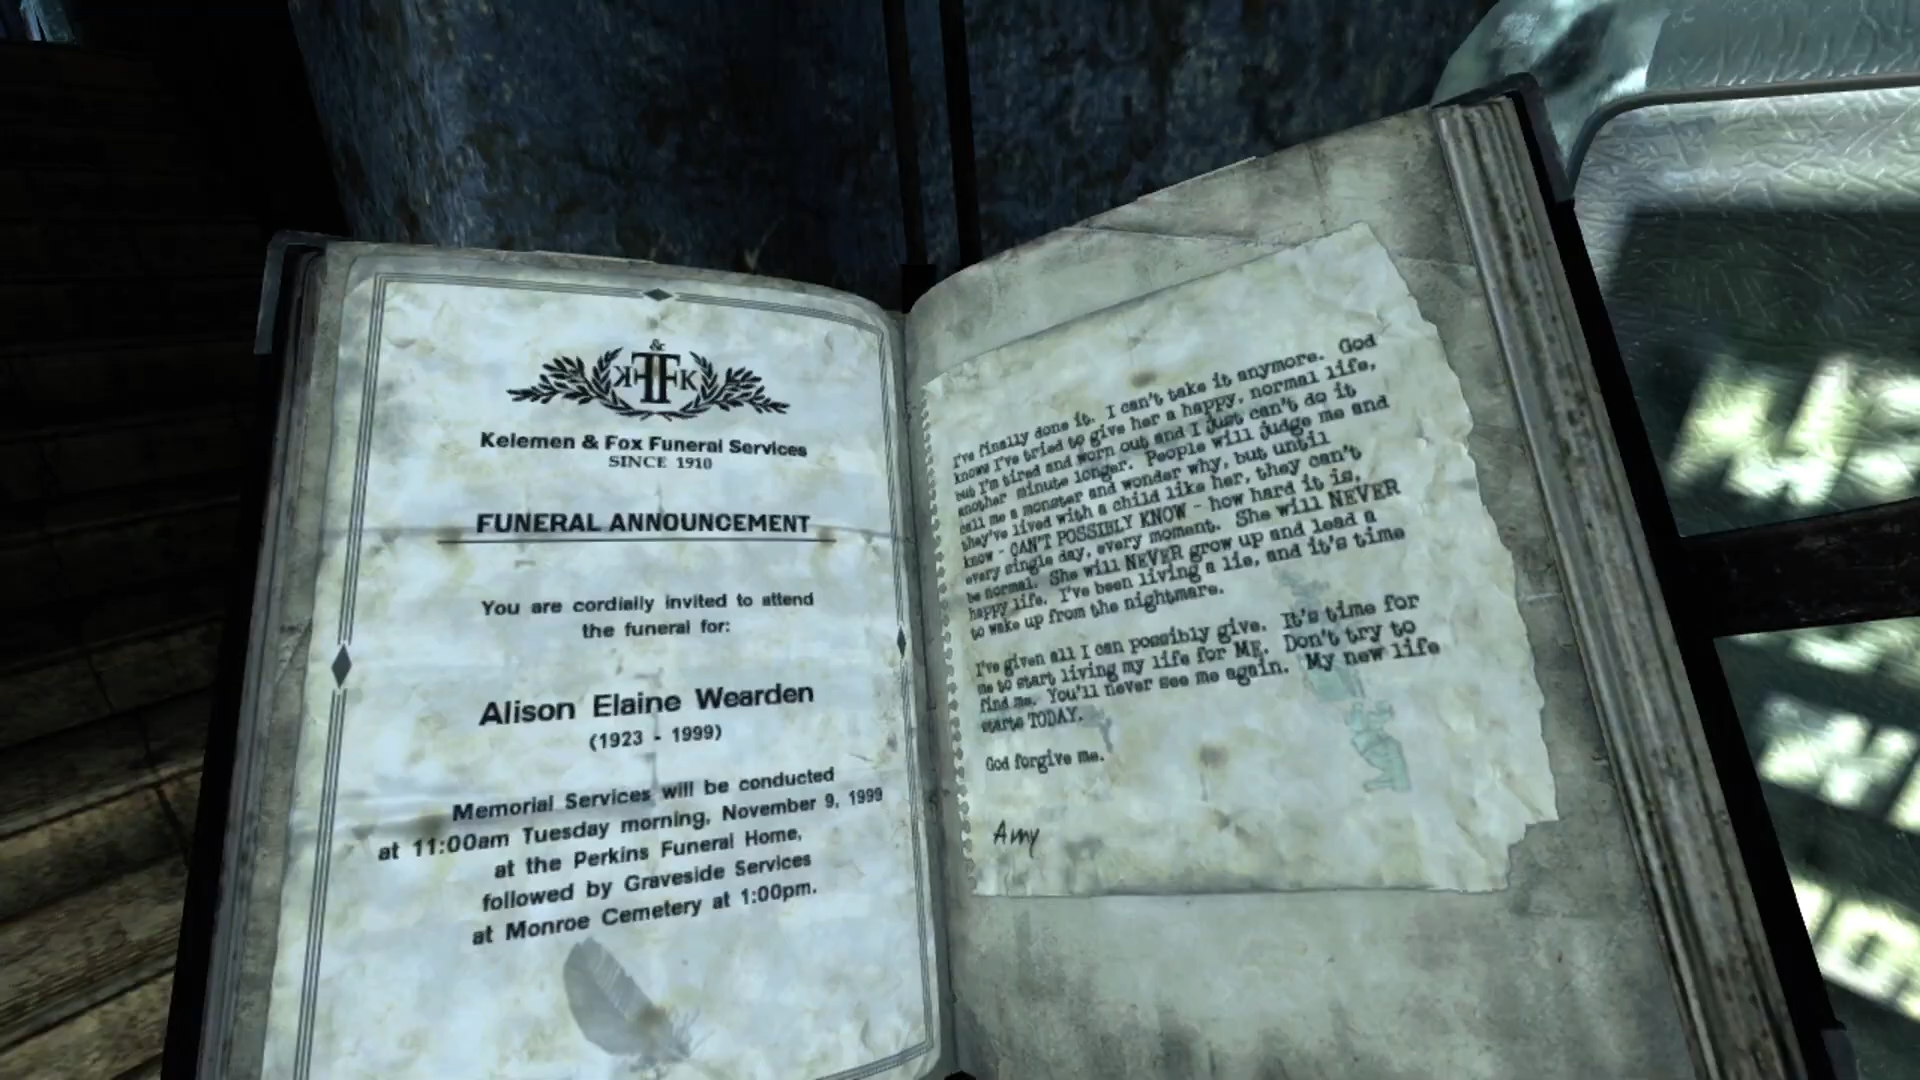 &
K F F K
Kelemen & Fox Funeral Services
SINCE 1910
FUNERAL ANNOUNCEMENT
You are cordially invited to attend
the funeral for:
Alison Elaine Wearden
(1923 - 1999)
Memorial Services will be conducted
at 11:00am Tuesday morning, November 9, 1999
at the Perkins Funeral Home,
followed by Graveside Services
at Monroe Cemetery at 1:00pm.
I've finally done it. I can't take it anymore. God
knows I've tried to give her a happy, normal life,
but I'm tired and worn out and I just can't do it
another minute longer. People will judge me and
call me a monster and wonder why, but until
they've lived with a child like her, they can't
know - CAN'T POSSIBLY KNOW - how hard it is,
every single day, every moment. She will NEVER
be normal. She will NEVER grow up and lead a
happy life. I've been living a lie, and it's time
to wake up from the nightmare.
I've given all I can possibly give. It's time for
me to start living my life for ME. Don't try to
find me. You'll never see me again. My new life
starts TODAY.
God forgive me.
Amy